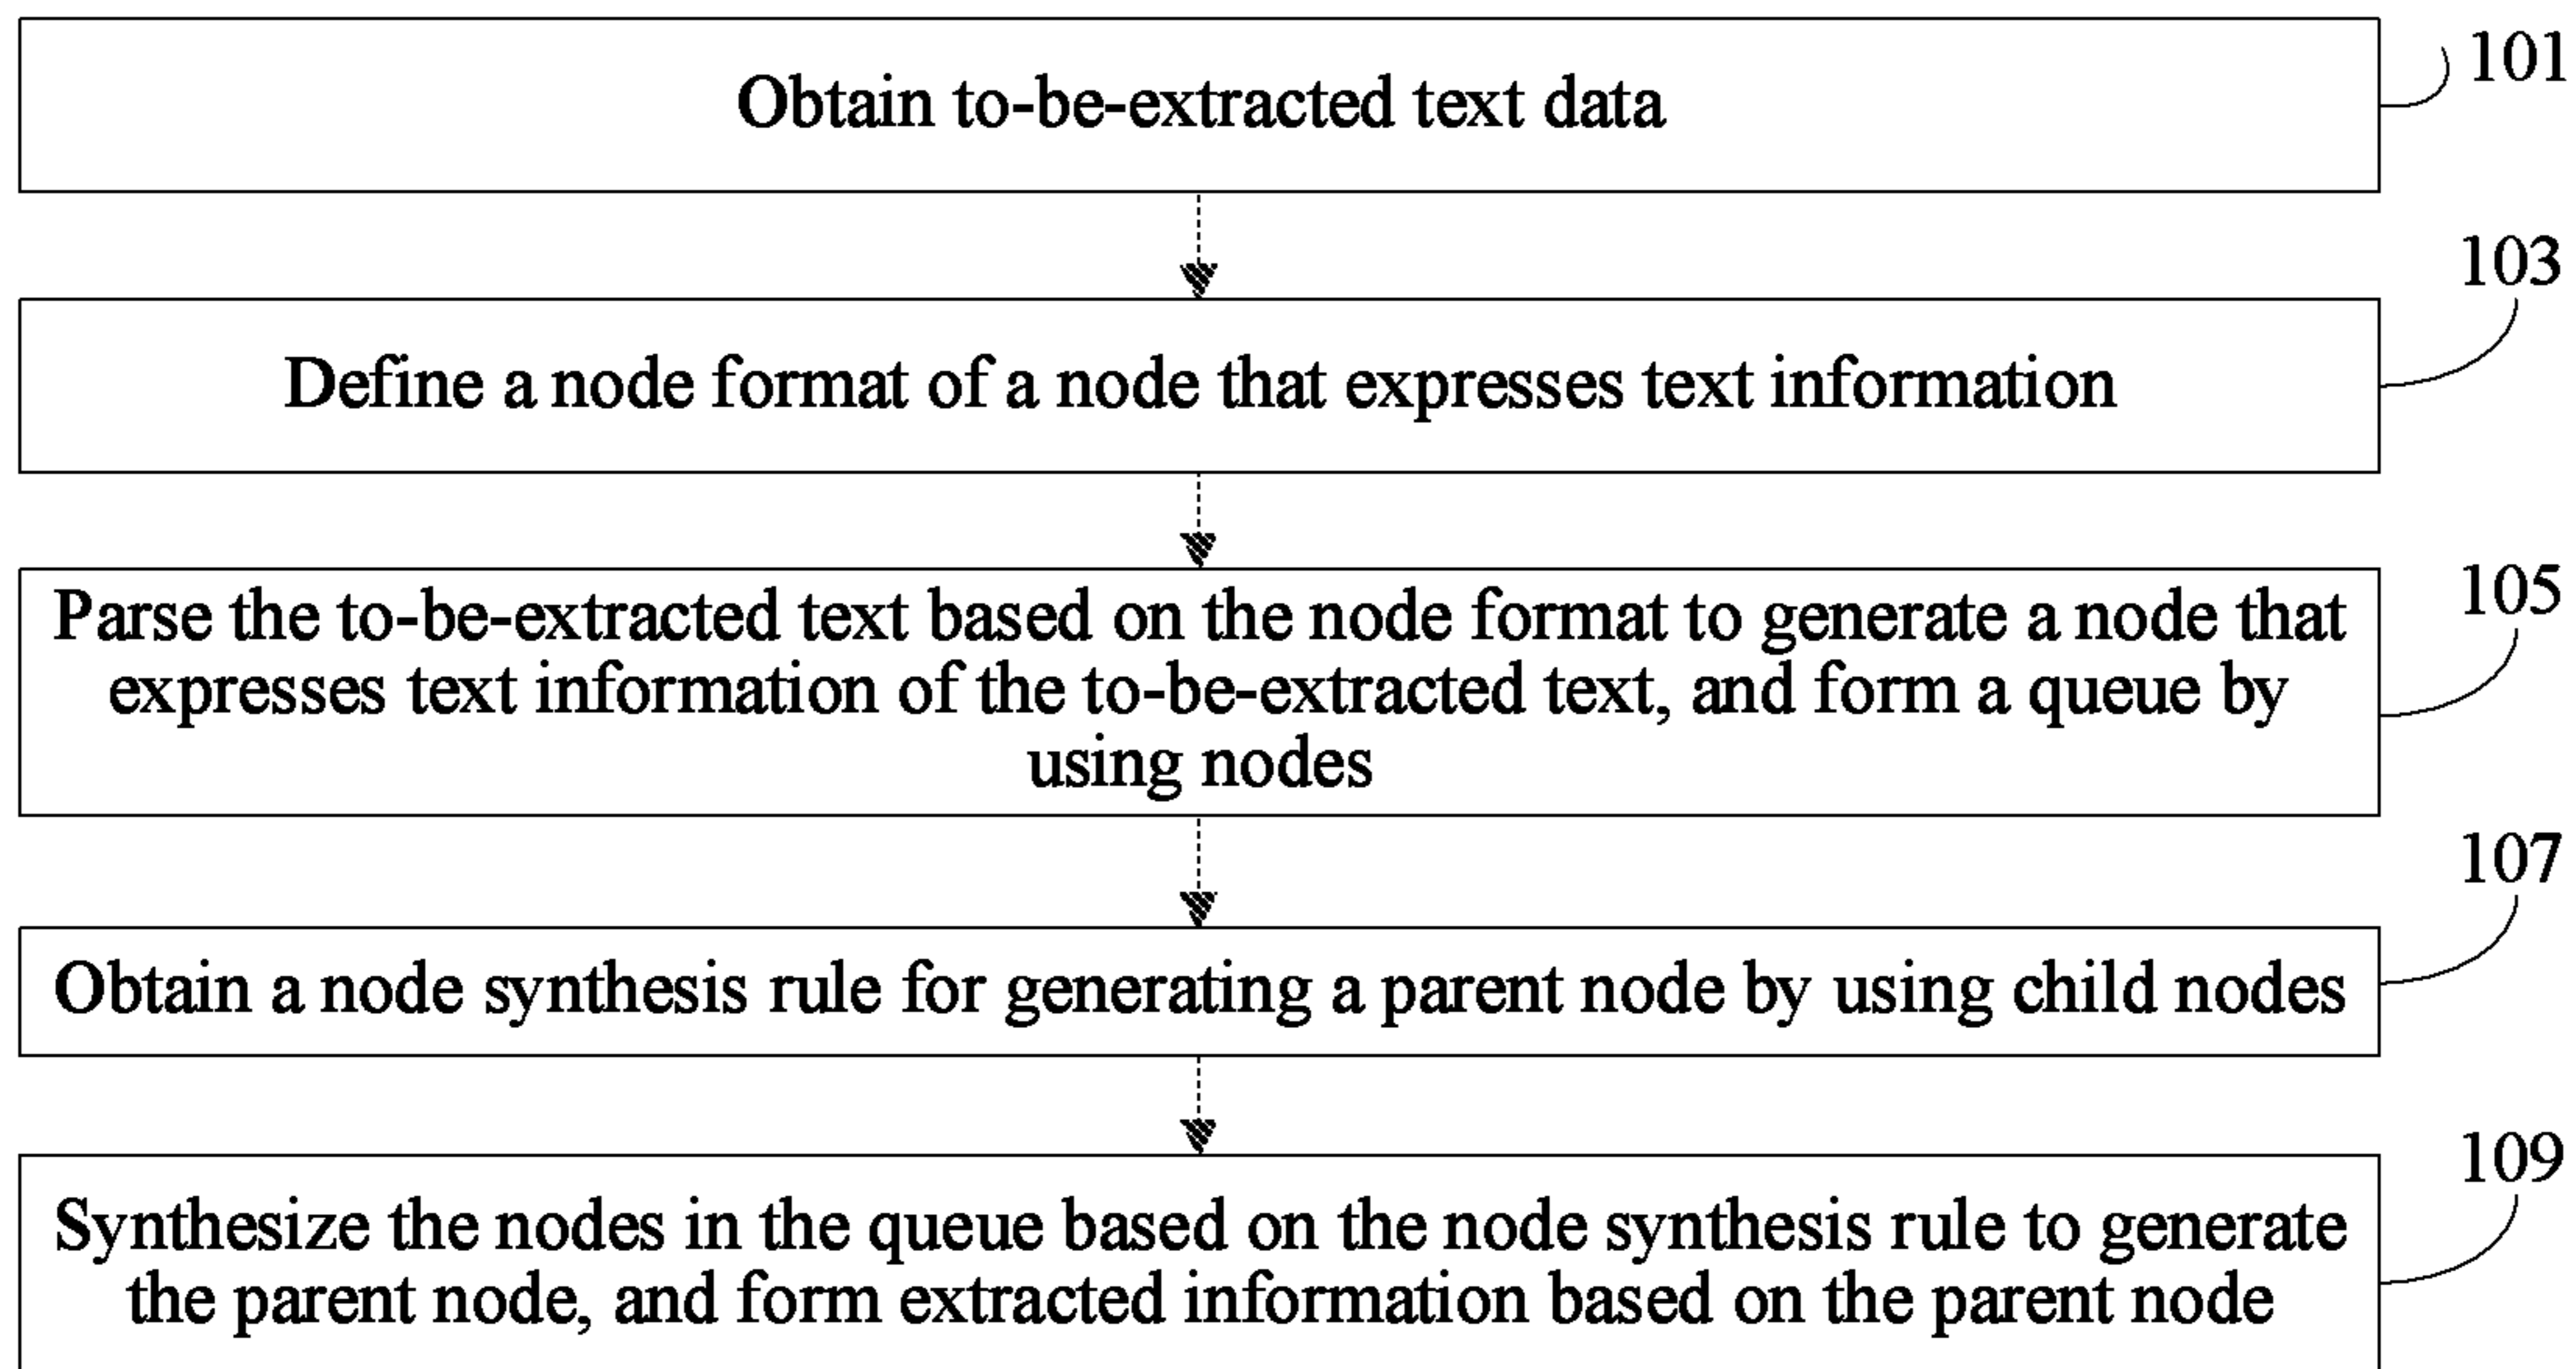 Obtain to-be-extracted text data
101
Define a node format of a node that expresses text information
103
Parse the to-be-extracted text based on the node format to generate a node that
expresses text information of the to-be-extracted text, and form a queue by
using nodes
105
Obtain a node synthesis rule for generating a parent node by using child nodes
107
Synthesize the nodes in the queue based on the node synthesis rule to generate
the parent node, and form extracted information based on the parent node
109